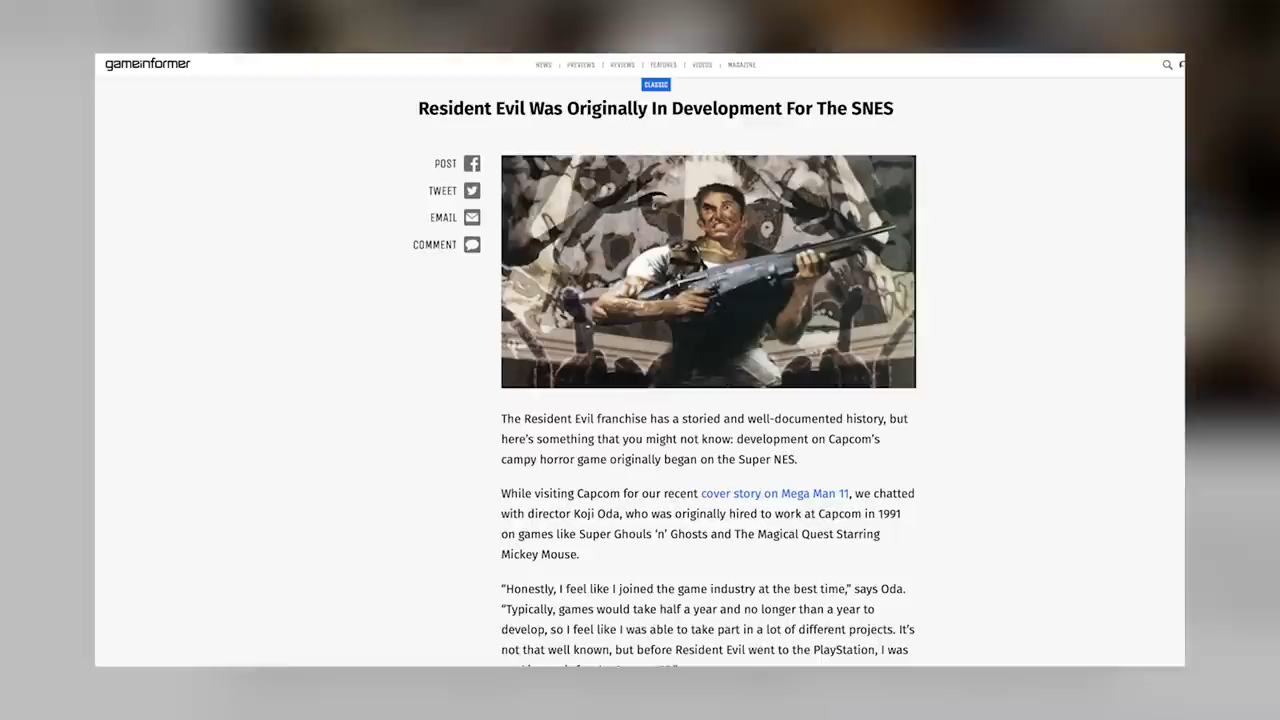 gameinformer
NEWS | PREVIEWS | REVIEWS | FEATURES | VIDEOS | MAGAZINE
CLASSIC
Resident Evil Was Originally In Development For The SNES
POST
TWEET
EMAIL
COMMENT
The Resident Evil franchise has a storied and well-documented history, but
here’s something that you might not know: development on Capcom’s
campy horror game originally began on the Super NES.
While visiting Capcom for our recent cover story on Mega Man 11, we chatted
with director Koji Oda, who was originally hired to work at Capcom in 1991
on games like Super Ghouls ‘n’ Ghosts and The Magical Quest Starring
Mickey Mouse.
“Honestly, I feel like I joined the game industry at the best time,” says Oda.
“Typically, games would take half a year and no longer than a year to
develop, so I feel like I was able to take part in a lot of different projects. It’s
not that well known, but before Resident Evil went to the PlayStation, I was